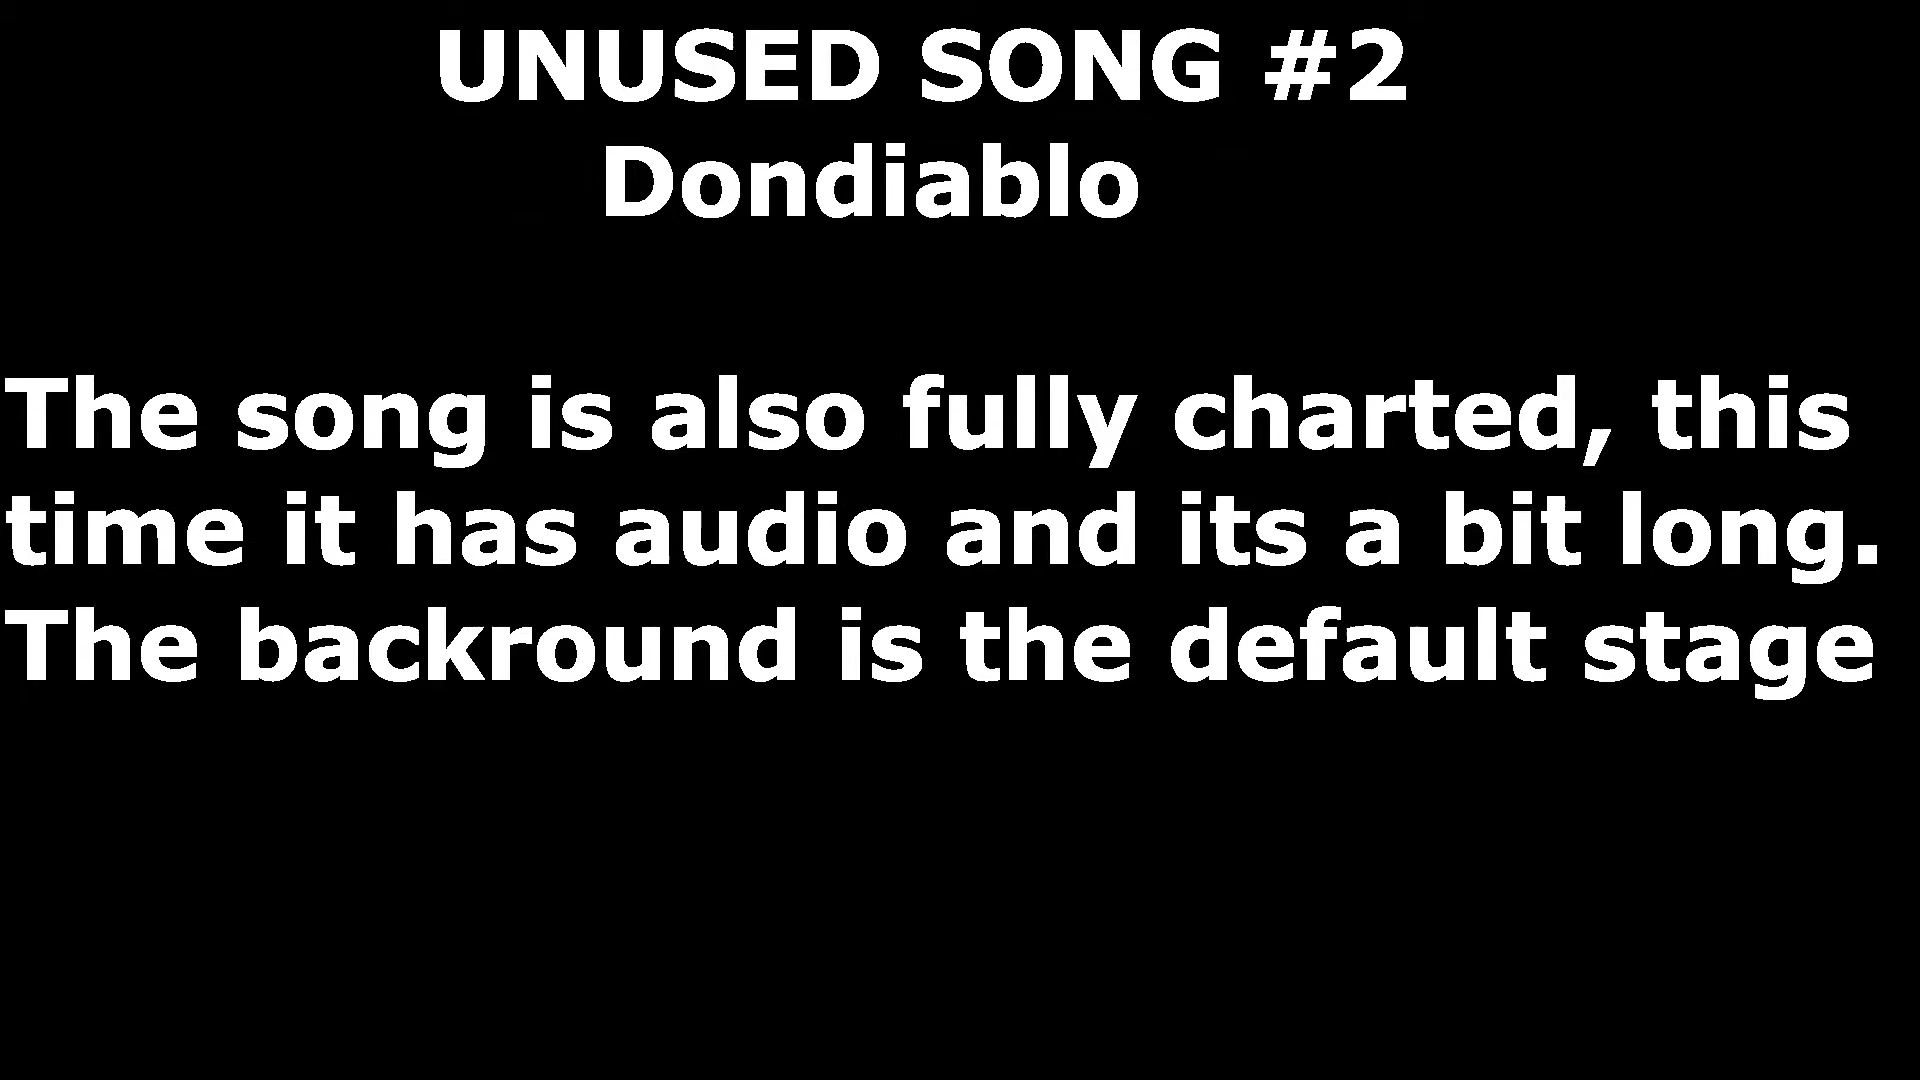 UNUSED SONG #2
Dondiablo
The song is also fully charted, this
time it has audio and its a bit long.
The backround is the default stage